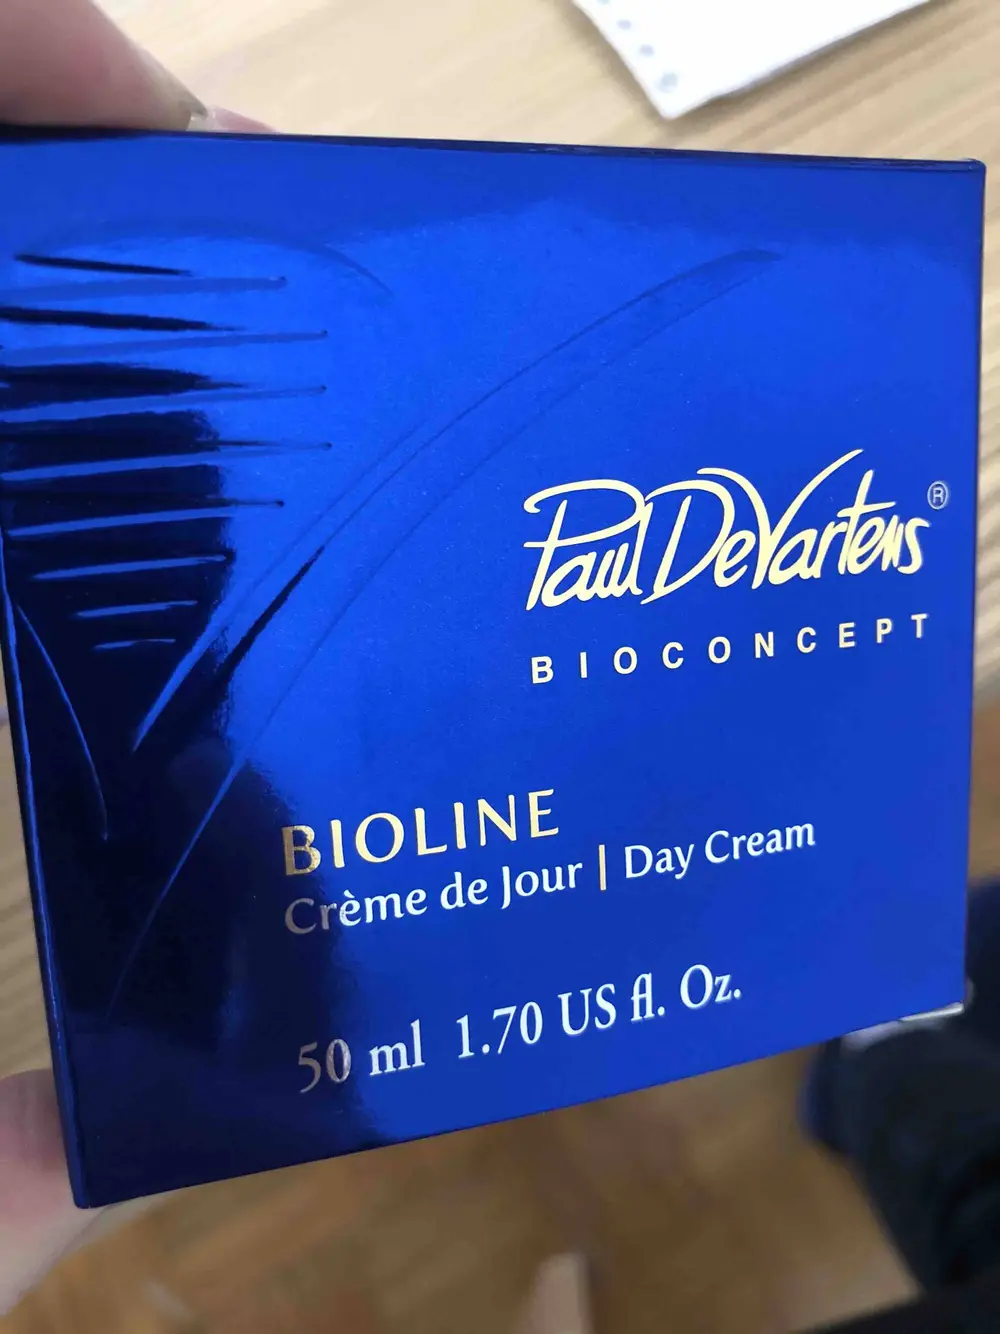 Paul DeVartens®
BIOCONCEPT
BIOLINE
Crème de Jour | Day Cream
50 ml 1.70 US fl. Oz.